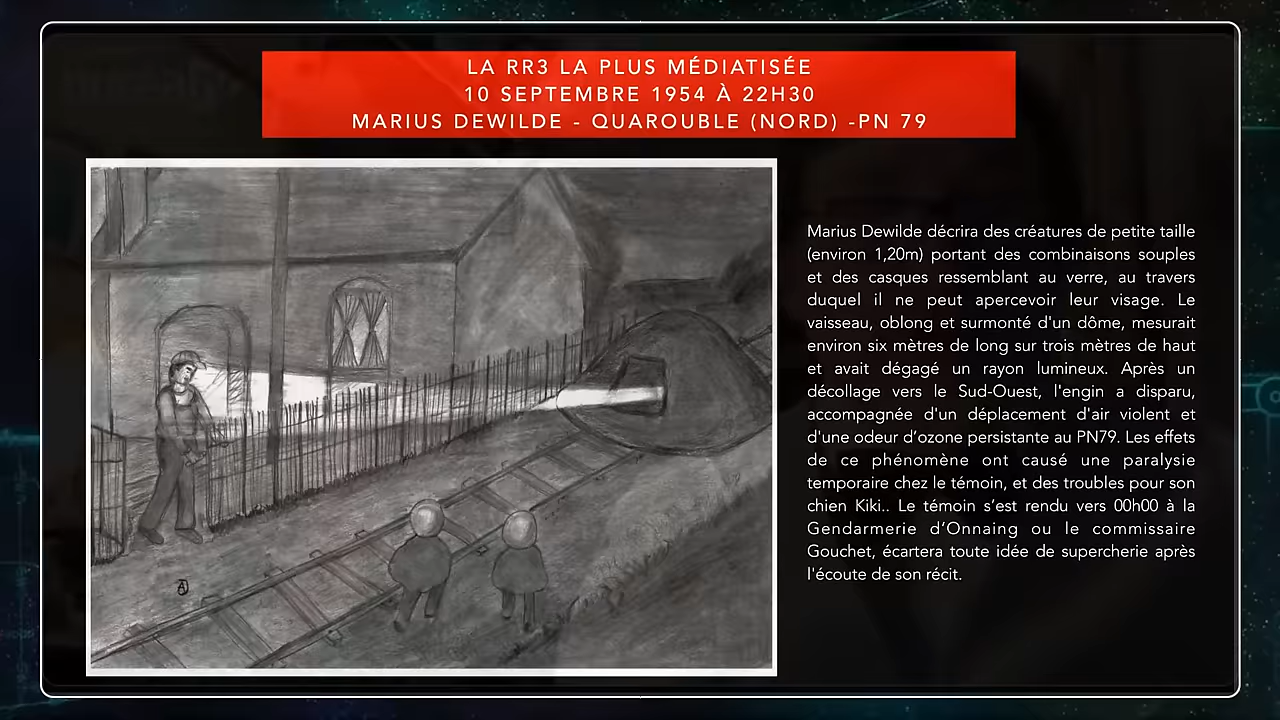 LA RR3 LA PLUS MÉDIATISÉE
10 SEPTEMBRE 1954 À 22H30
MARIUS DEWILDE - QUAROUBLE (NORD) -PN 79
Marius Dewilde décrira des créatures de petite taille
(environ 1,20m) portant des combinaisons souples
et des casques ressemblant au verre, au travers
duquel il ne peut apercevoir leur visage. Le
vaisseau, oblong et surmonté d'un dôme, mesurait
environ six mètres de long sur trois mètres de haut
et avait dégagé un rayon lumineux. Après un
décollage vers le Sud-Ouest, l'engin a disparu,
accompagnée d'un déplacement d'air violent et
d'une odeur d’ozone persistante au PN79. Les effets
de ce phénomène ont causé une paralysie
temporaire chez le témoin, et des troubles pour son
chien Kiki.. Le témoin s’est rendu vers 00h00 à la
Gendarmerie d’Onnaing ou le commissaire
Gouchet, écartera toute idée de supercherie après
l'écoute de son récit.